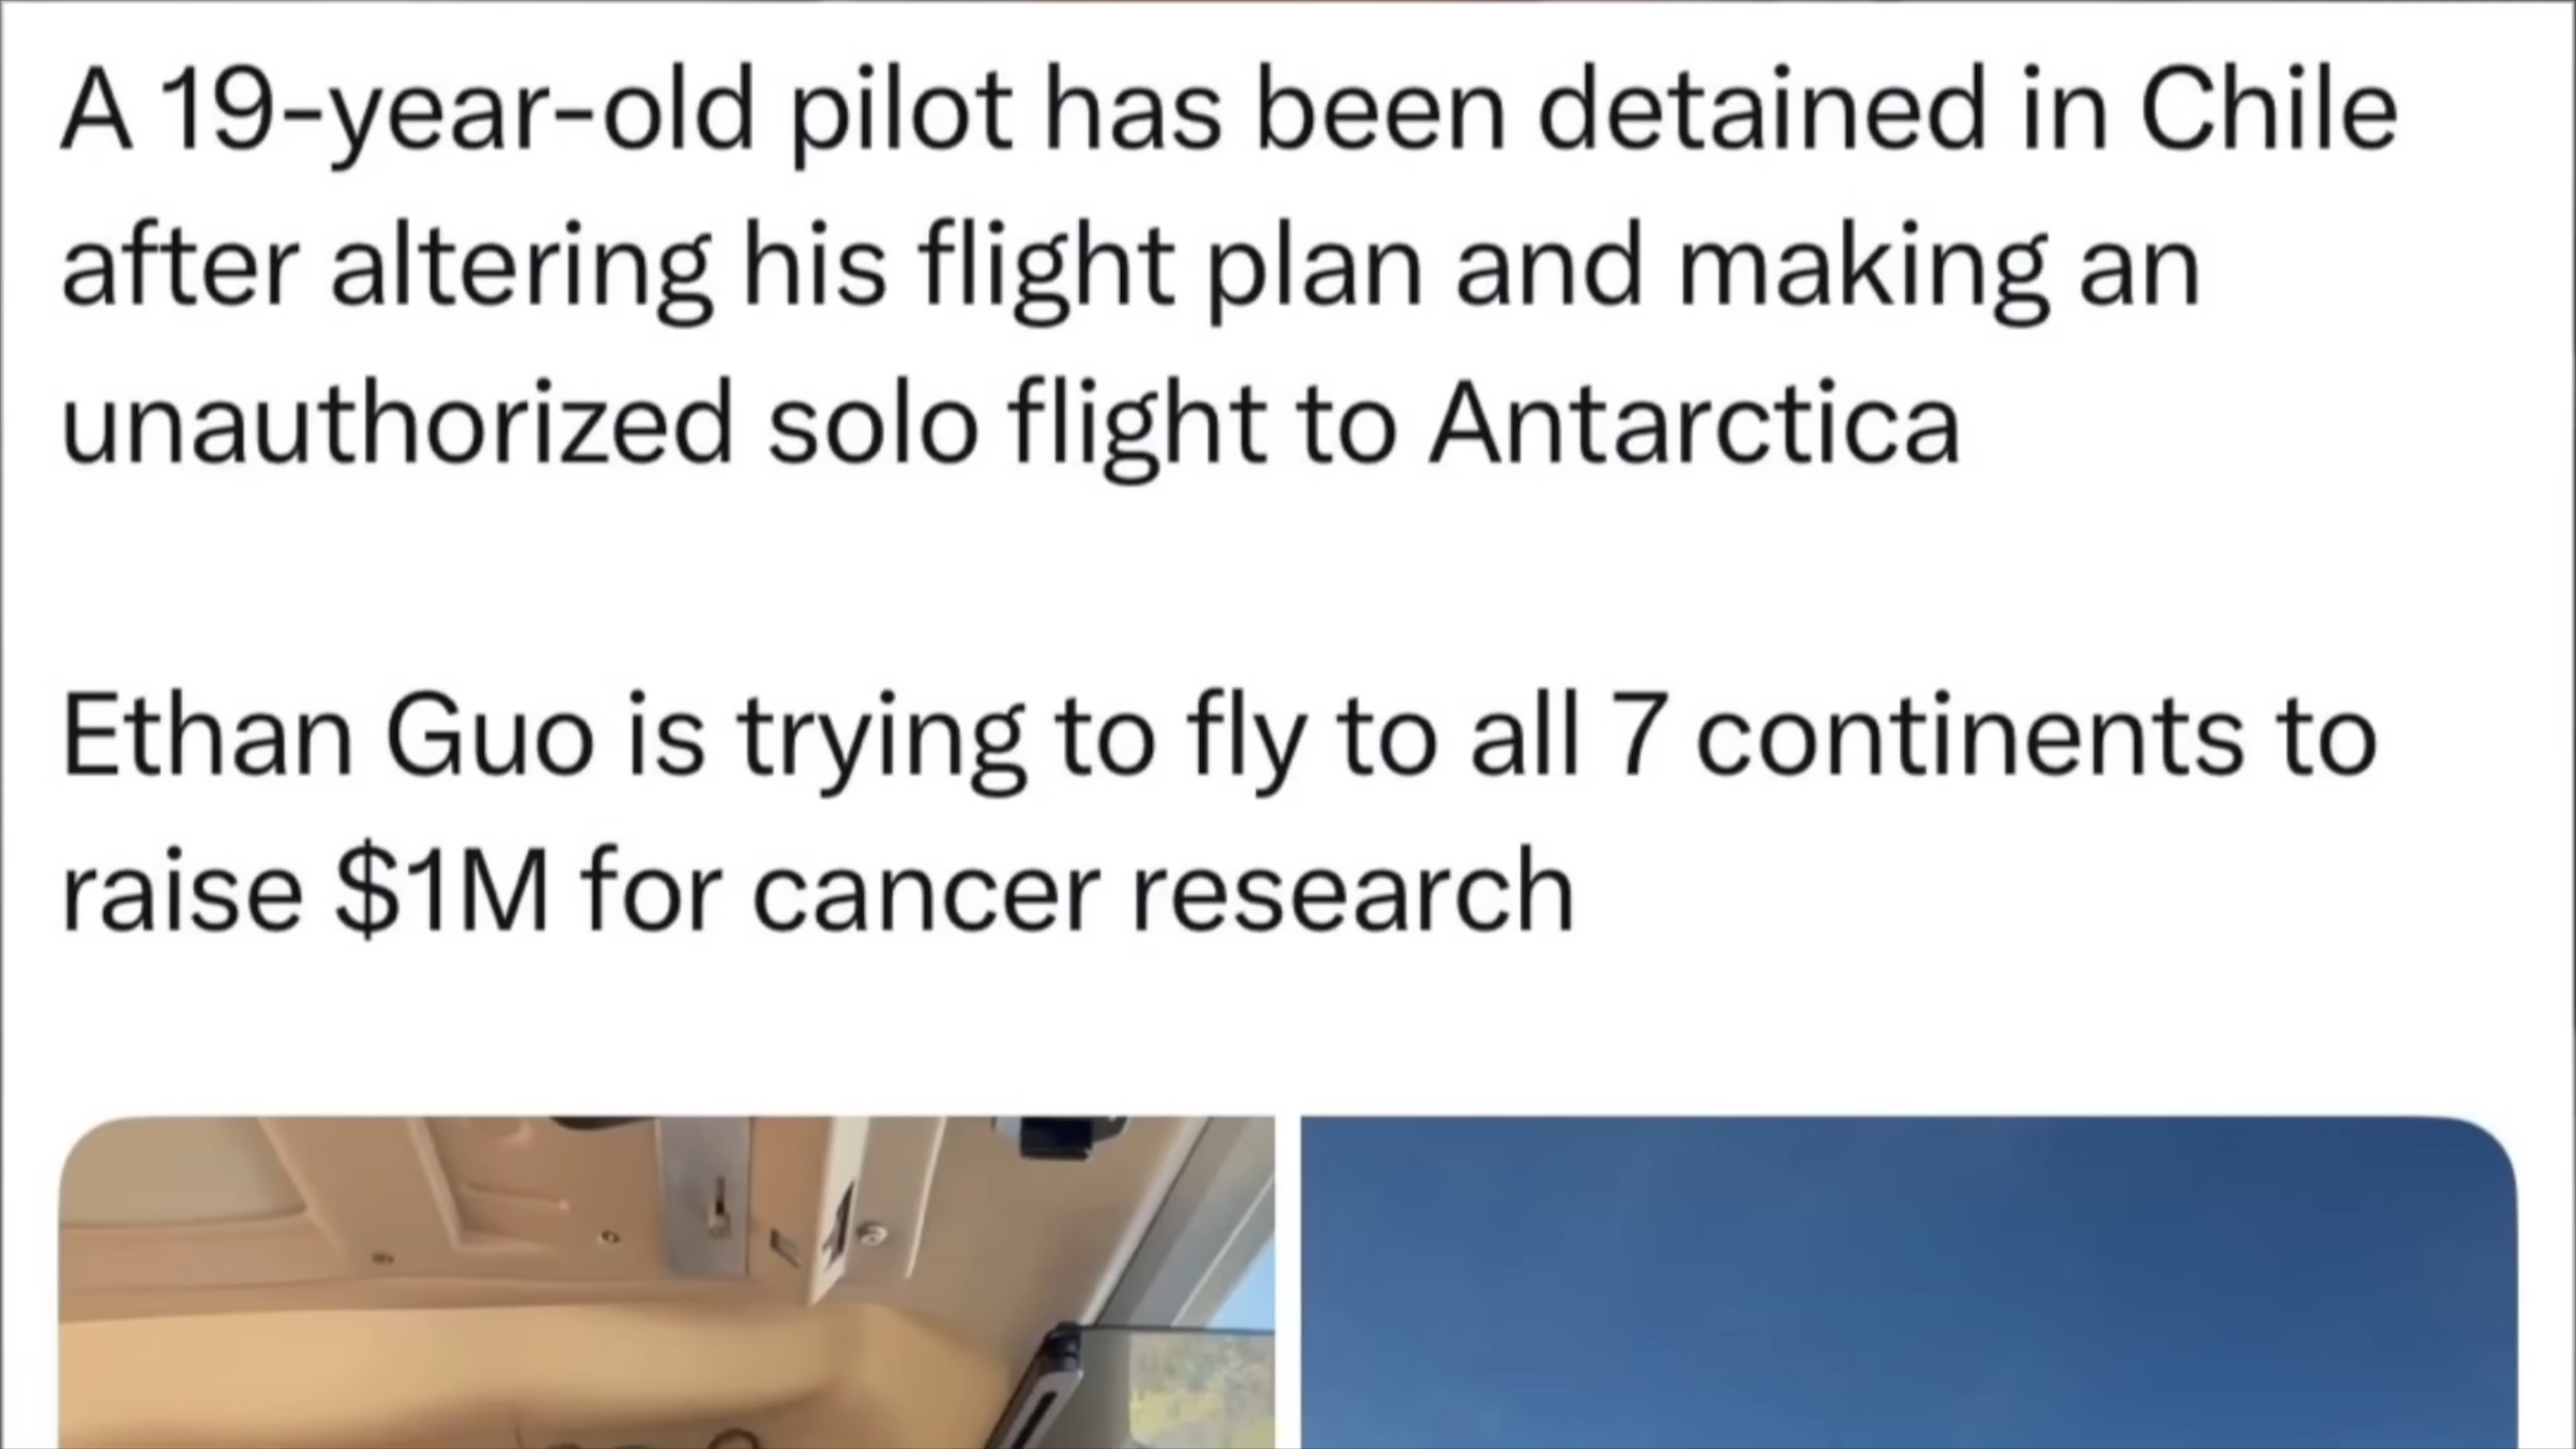 A 19-year-old pilot has been detained in Chile
after altering his flight plan and making an
unauthorized solo flight to Antarctica
Ethan Guo is trying to fly to all 7 continents to
raise $1M for cancer research